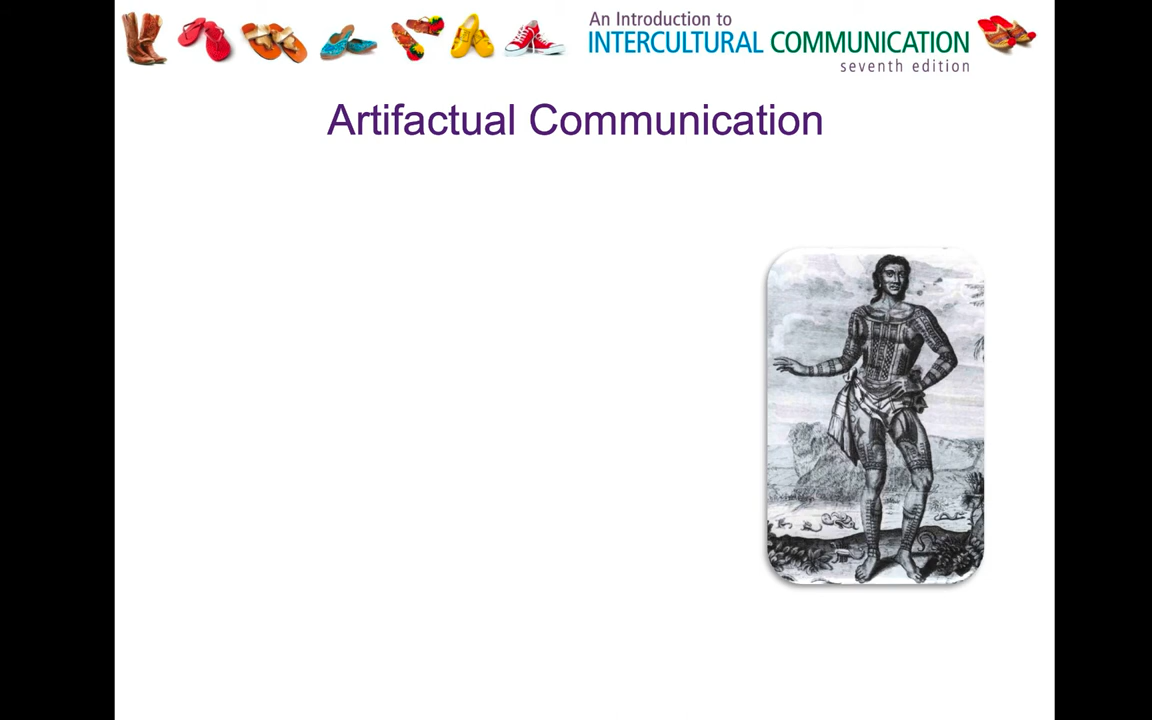 An Introduction to
INTERCULTURAL COMMUNICATION
seventh edition
Artifactual Communication